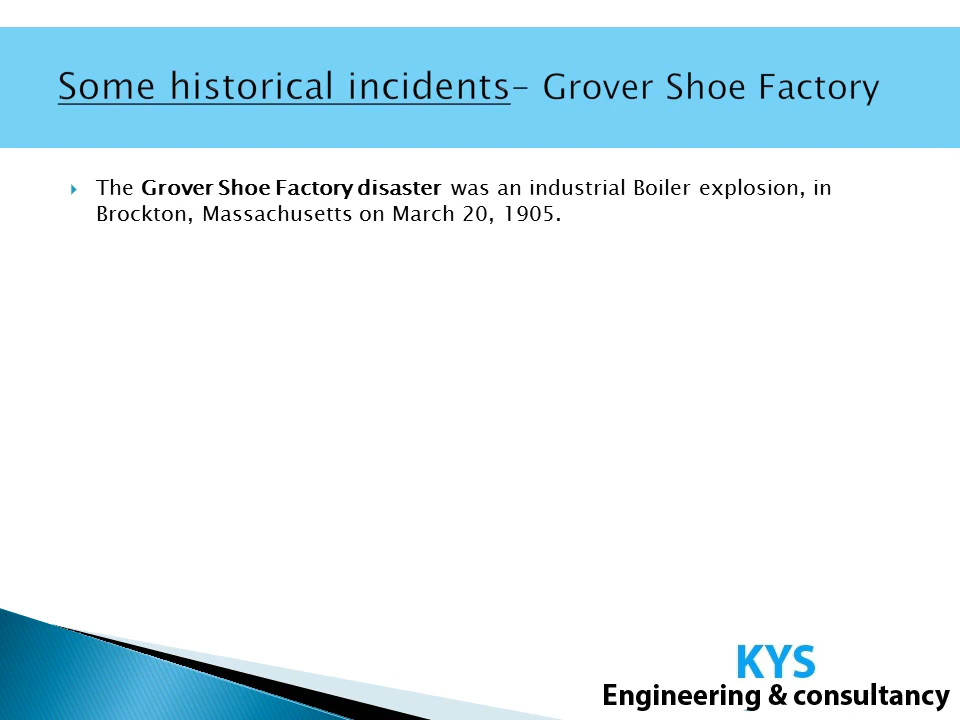 Some historical incidents- Grover Shoe Factory
The Grover Shoe Factory disaster was an industrial Boiler explosion, in
Brockton, Massachusetts on March 20, 1905.
KYS
Engineering & consultancy